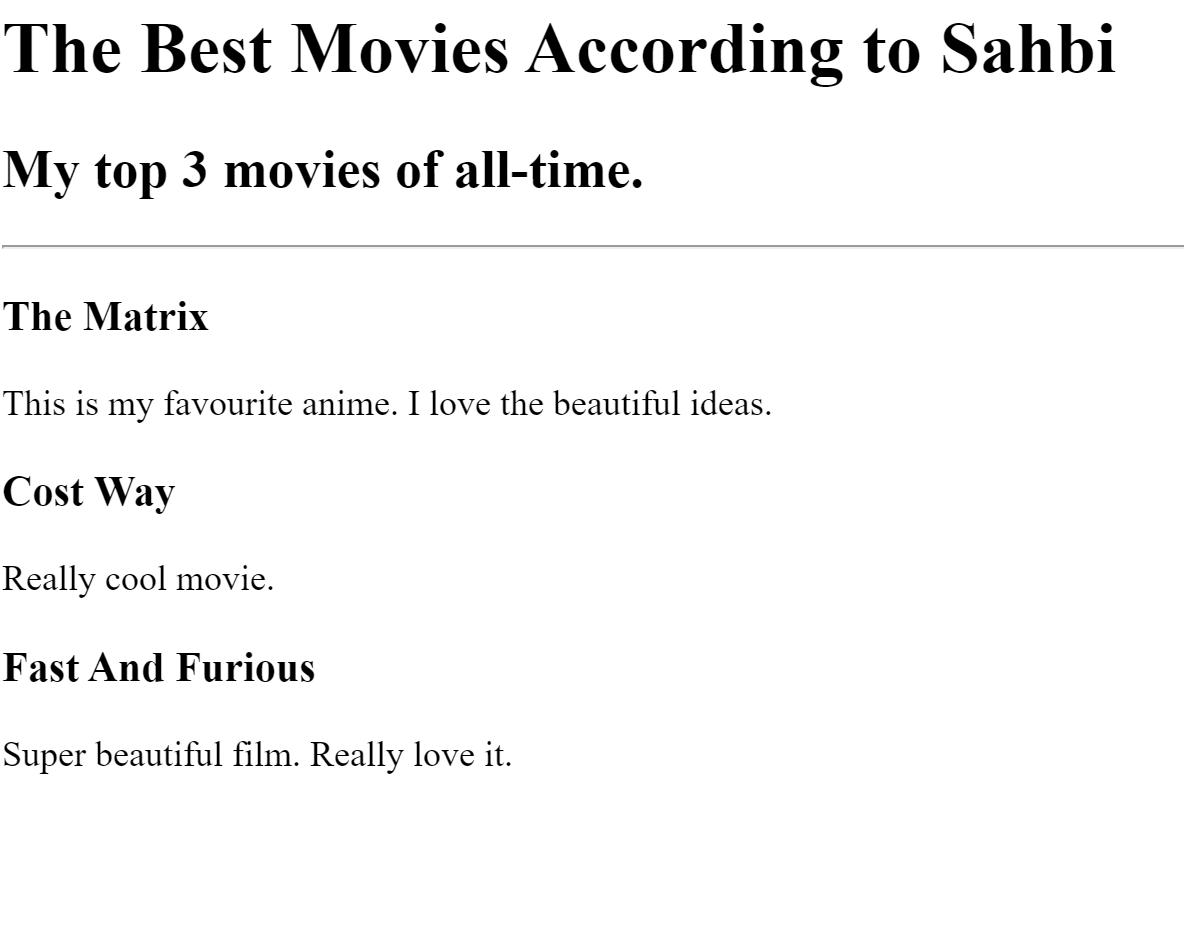 The Best Movies According to Sahbi
My top 3 movies of all-time.
The Matrix
This is my favourite anime. I love the beautiful ideas.
Cost Way
Really cool movie.
Fast And Furious
Super beautiful film. Really love it.